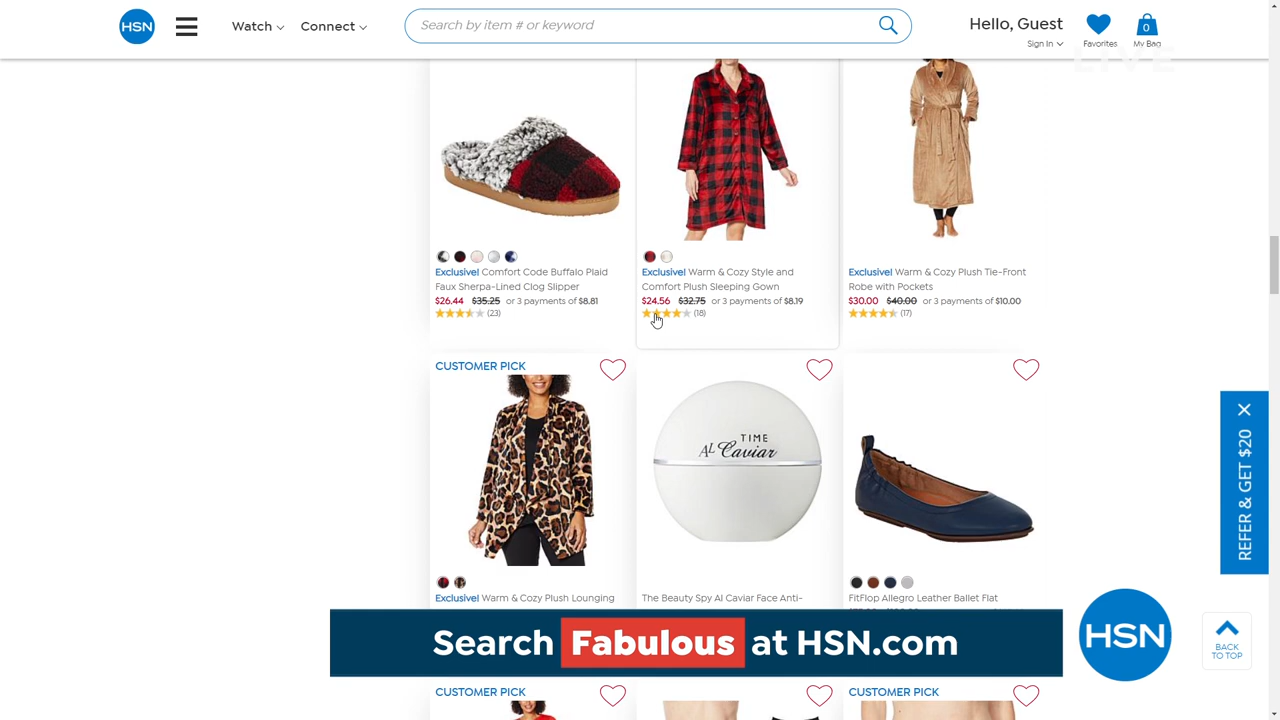 HSN
Watch
Connect
Search by item # or keyword
Hello, Guest
Sign In
Favorites
0
My Bag
LIVE
Exclusive! Comfort Code Buffalo Plaid
Faux Sherpa-Lined Clog Slipper
$26.44 $35.25 or 3 payments of $8.81
(23)
Exclusive! Warm & Cozy Style and
Comfort Plush Sleeping Gown
$24.56 $32.75 or 3 payments of $8.19
(18)
Exclusive! Warm & Cozy Plush Tie-Front
Robe with Pockets
$30.00 $40.00 or 3 payments of $10.00
(17)
CUSTOMER PICK
TIME
AL Caviar
Exclusive! Warm & Cozy Plush Lounging
The Beauty Spy Al Caviar Face Anti-
FitFlop Allegro Leather Ballet Flat
REFER & GET $20
Search Fabulous at HSN.com
HSN
BACK
TO TOP
CUSTOMER PICK
CUSTOMER PICK